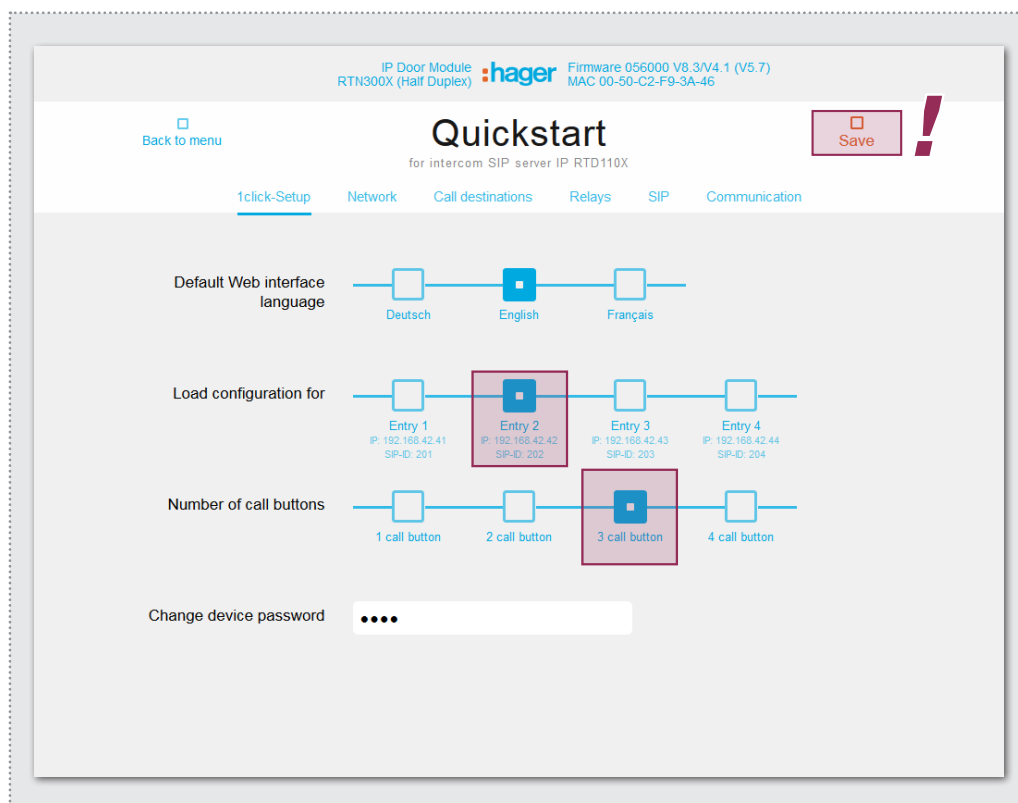 IP Door Module
RTN300X (Half Duplex)
:hager
Firmware 056000 V8.3/V4.1 (V5.7)
MAC 00-50-C2-F9-3A-46
Back to menu
Quickstart
for intercom SIP server IP RTD110X
Save
!
1click-Setup Network Call destinations Relays SIP Communication
Default Web interface
language
Deutsch English Français
Load configuration for
Entry 1 Entry 2 Entry 3 Entry 4
IP: 192.168.42.41 IP: 192.168.42.42 IP: 192.168.42.43 IP: 192.168.42.44
SIP-ID: 201 SIP-ID: 202 SIP-ID: 203 SIP-ID: 204
Number of call buttons
1 call button 2 call button 3 call button 4 call button
Change device password
••••